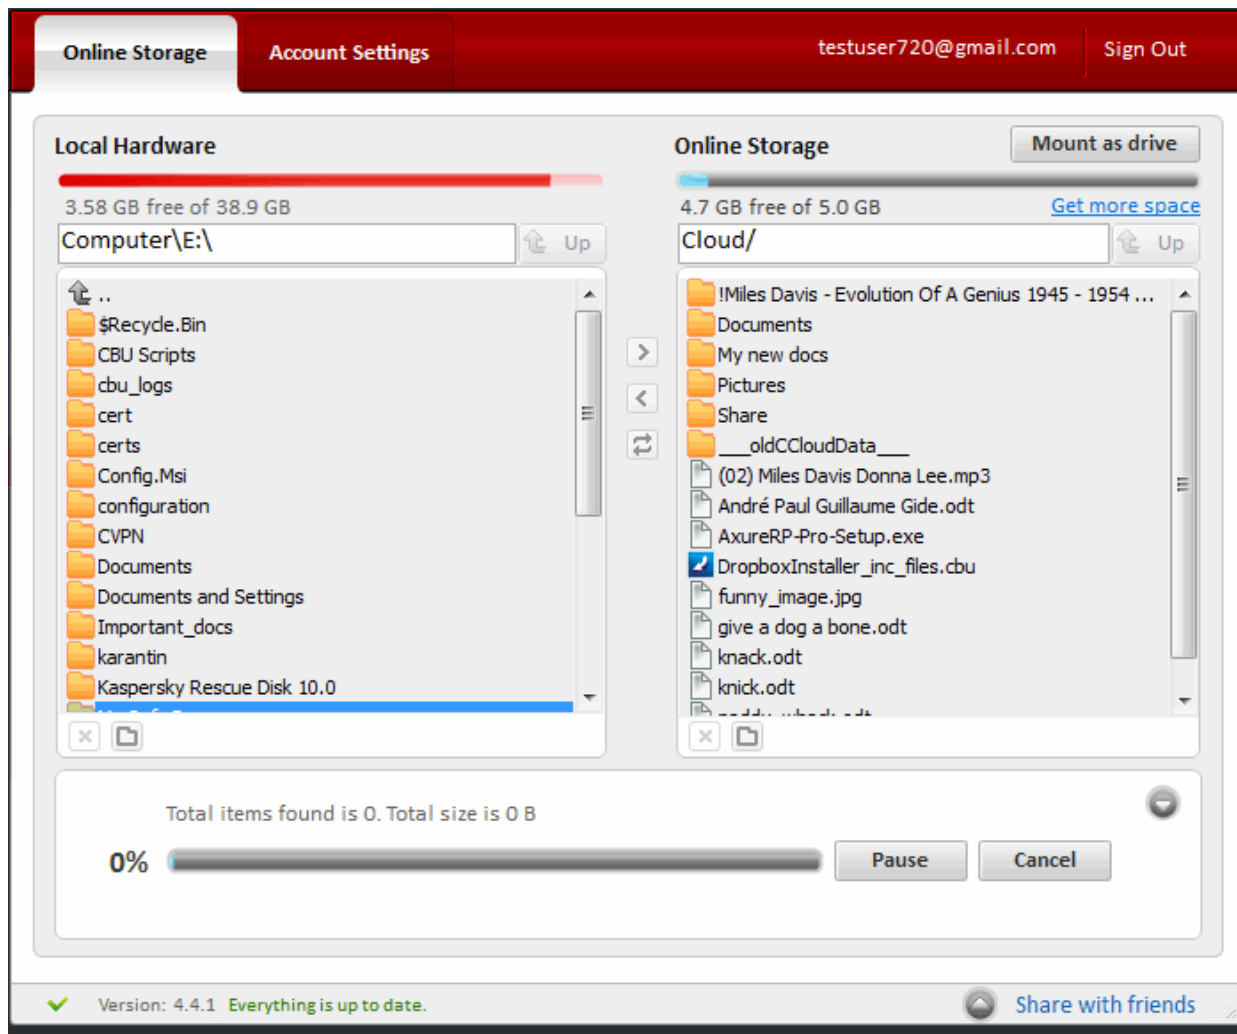 Online Storage
Account Settings
testuser720@gmail.com
Sign Out
Local Hardware
3.58 GB free of 38.9 GB
Computer\E:\
Up
..
$Recycle.Bin
CBU Scripts
cbu_logs
cert
certs
Config.Msi
configuration
CVPN
Documents
Documents and Settings
Important_docs
karantin
Kaspersky Rescue Disk 10.0
Online Storage
Mount as drive
4.7 GB free of 5.0 GB
Get more space
Cloud/
Up
!Miles Davis - Evolution Of A Genius 1945 - 1954 ...
Documents
My new docs
Pictures
Share
___oldCCloudData___
(02) Miles Davis Donna Lee.mp3
André Paul Guillaume Gide.odt
AxureRP-Pro-Setup.exe
DropboxInstaller_inc_files.cbu
funny_image.jpg
give a dog a bone.odt
knack.odt
knick.odt
Total items found is 0. Total size is 0 B
0%
Pause
Cancel
Version: 4.4.1 Everything is up to date.
Share with friends